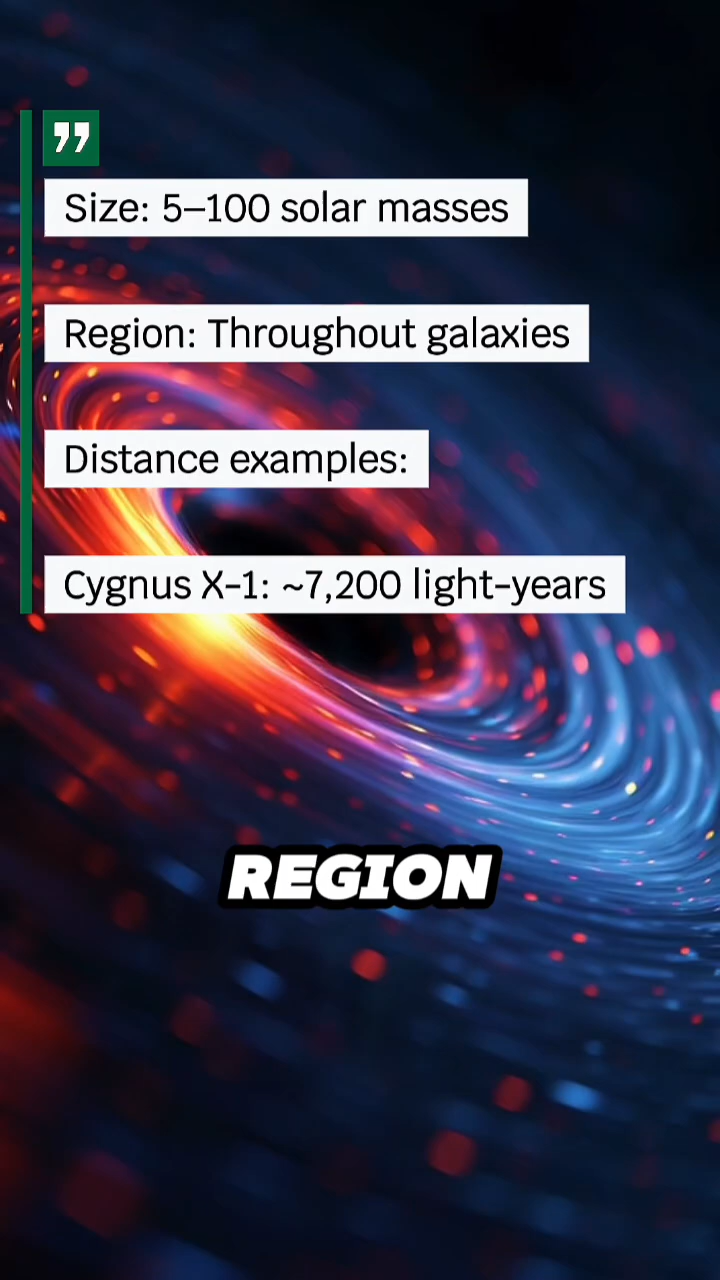 ”
Size: 5–100 solar masses
Region: Throughout galaxies
Distance examples:
Cygnus X-1: ~7,200 light-years
REGION